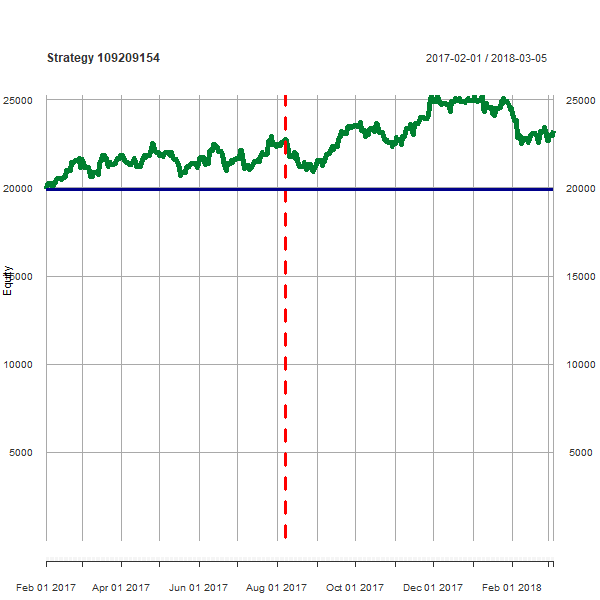 Strategy 109209154
2017-02-01 / 2018-03-05
25000
25000
20000
20000
Equity
15000
15000
10000
10000
5000
5000
Feb 01 2017
Apr 01 2017
Jun 01 2017
Aug 01 2017
Oct 01 2017
Dec 01 2017
Feb 01 2018